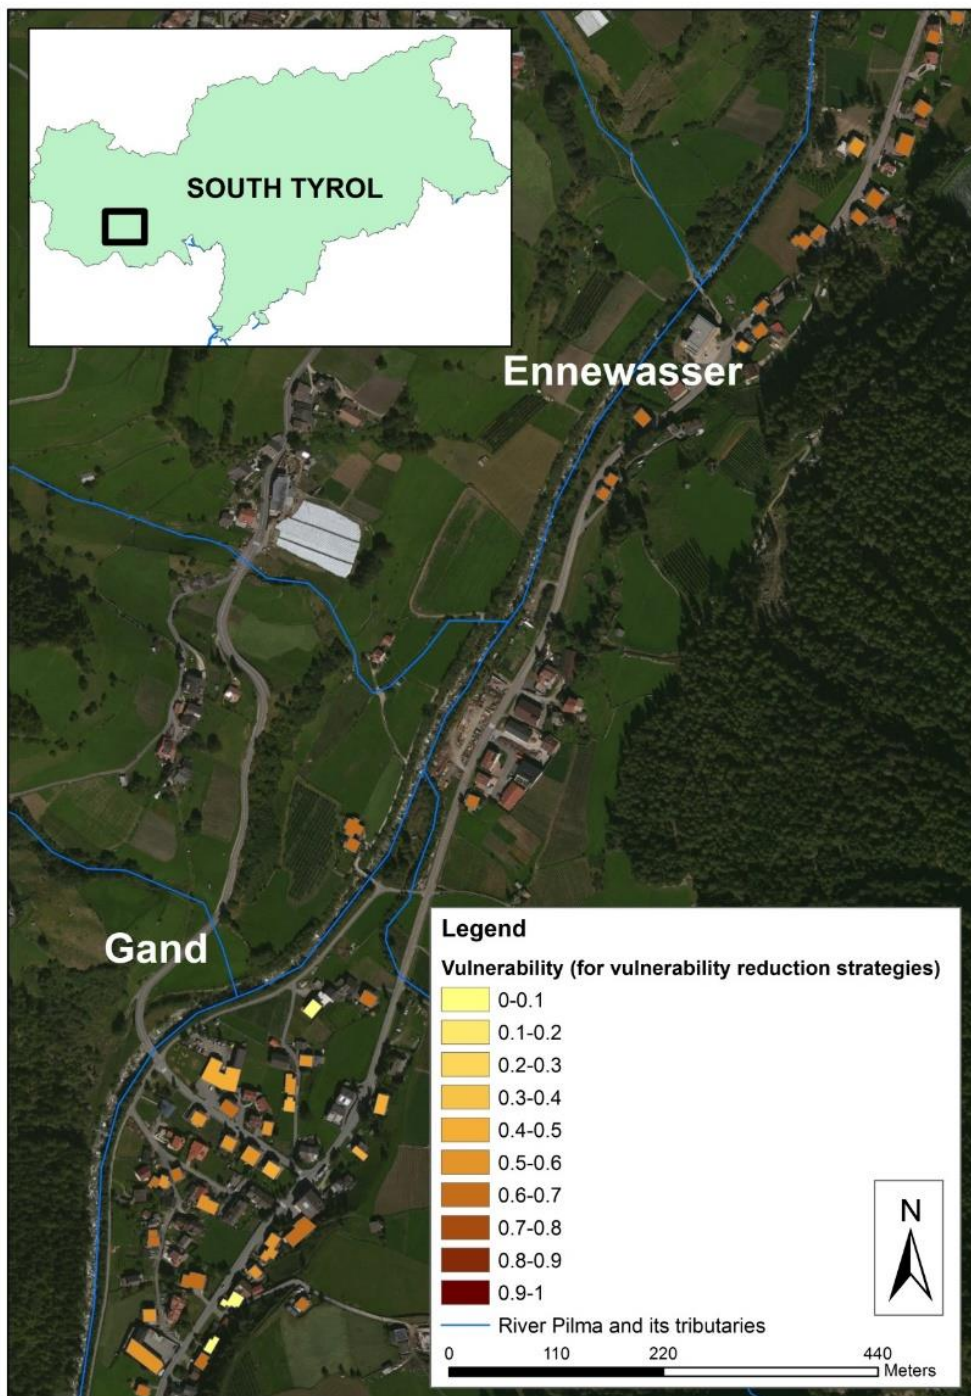 SOUTH TYROL
Ennewasser
Gand
Legend
Vulnerability (for vulnerability reduction strategies)
0-0.1
0.1-0.2
0.2-0.3
0.3-0.4
0.4-0.5
0.5-0.6
0.6-0.7
0.7-0.8
0.8-0.9
0.9-1
River Pilma and its tributaries
0 110 220 440
Meters
N